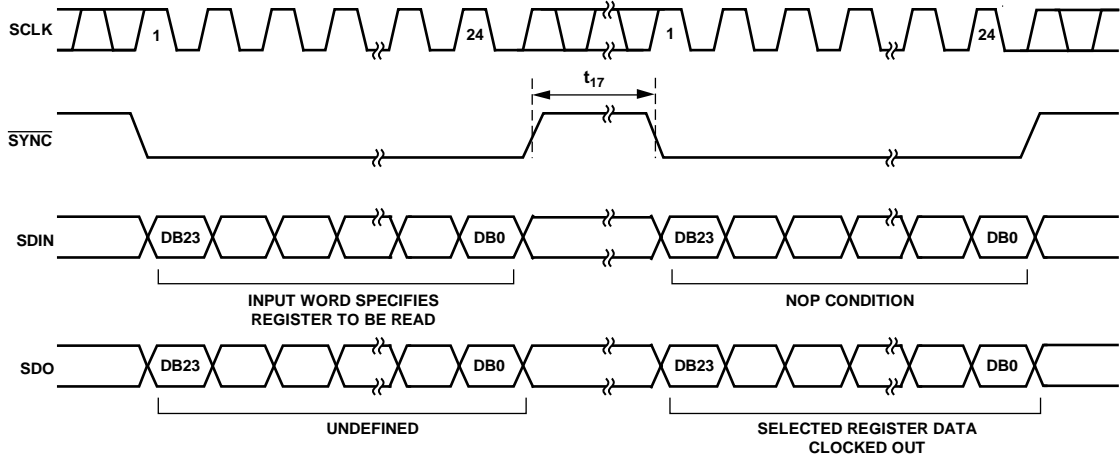 SCLK 1 24 1 24
t17
SYNC
SDIN DB23 DB0 DB23 DB0
INPUT WORD SPECIFIES
REGISTER TO BE READ
NOP CONDITION
SDO DB23 DB0 DB23 DB0
UNDEFINED
SELECTED REGISTER DATA
CLOCKED OUT